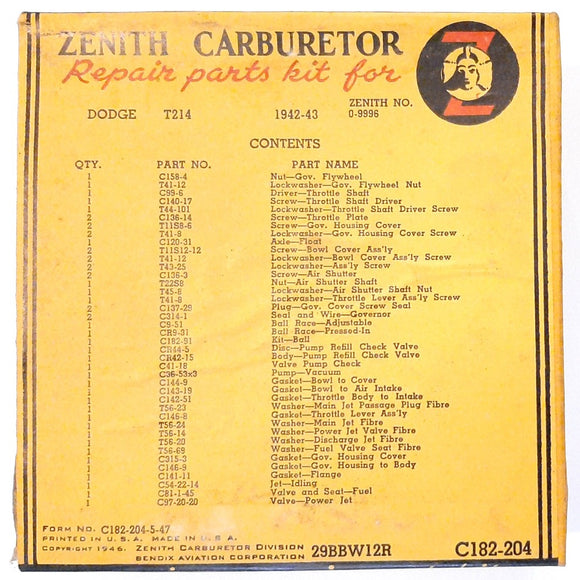 ZENITH CARBURETOR
Repair parts kit for
DODGE T214 1942-43 ZENITH NO. 0-9996
CONTENTS
QTY. PART NO. PART NAME
1 C158-4 Nut—Gov. Flywheel
1 T41-12 Lockwasher—Gov. Flywheel Nut
1 C99-6 Driver—Throttle Shaft
1 C140-17 Screw—Throttle Shaft Driver
1 T44-101 Lockwasher—Throttle Shaft Driver Screw
2 C136-14 Screw—Throttle Plate
2 T11S8-6 Screw—Gov. Housing Cover
2 T41-8 Lockwasher—Gov. Housing Cover Screw
1 C120-31 Axle—Float
2 T11S12-12 Screw—Bowl Cover Ass'ly
2 T41-12 Lockwasher—Bowl Cover Ass'ly Screw
2 T43-25 Lockwasher—Ass'ly Screw
2 C136-3 Screw—Air Shutter
1 T22S8 Nut—Air Shutter Shaft
1 T45-8 Lockwasher—Air Shutter Shaft Nut
1 T41-8 Lockwasher—Throttle Lever Ass'ly Screw
2 C137-29 Plug—Gov. Cover Screw Seal
2 C314-1 Seal and Wire—Governor
1 C9-51 Ball Race—Adjustable
1 CR9-31 Ball Race—Pressed-In
1 C182-91 Kit—Ball
1 CR44-5 Disc—Pump Refill Check Valve
1 CR42-15 Body—Pump Refill Check Valve
1 C41-18 Valve Pump Check
1 C36-53x3 Pump—Vacuum
1 C144-9 Gasket—Bowl to Cover
1 C143-19 Gasket—Bowl to Air Intake
1 C142-51 Gasket—Throttle Body to Intake
1 T56-23 Washer—Main Jet Passage Plug Fibre
1 C146-8 Gasket—Throttle Lever Ass'ly
1 T56-24 Washer—Main Jet Fibre
1 T56-14 Washer—Power Jet Valve Fibre
1 T56-20 Washer—Discharge Jet Fibre
1 T56-69 Washer—Fuel Valve Seat Fibre
1 C315-3 Gasket—Gov. Housing Cover
1 C146-9 Gasket—Gov. Housing to Body
1 C141-11 Gasket—Flange
1 C54-22-14 Jet—Idling
1 C81-1-45 Valve and Seat—Fuel
1 C97-20-20 Valve—Power Jet
FORM NO. C182-204-5-47
PRINTED IN U.S.A. MADE IN U.S.A.
COPYRIGHT 1946. ZENITH CARBURETOR DIVISION
BENDIX AVIATION CORPORATION 29BBW12R C182-204